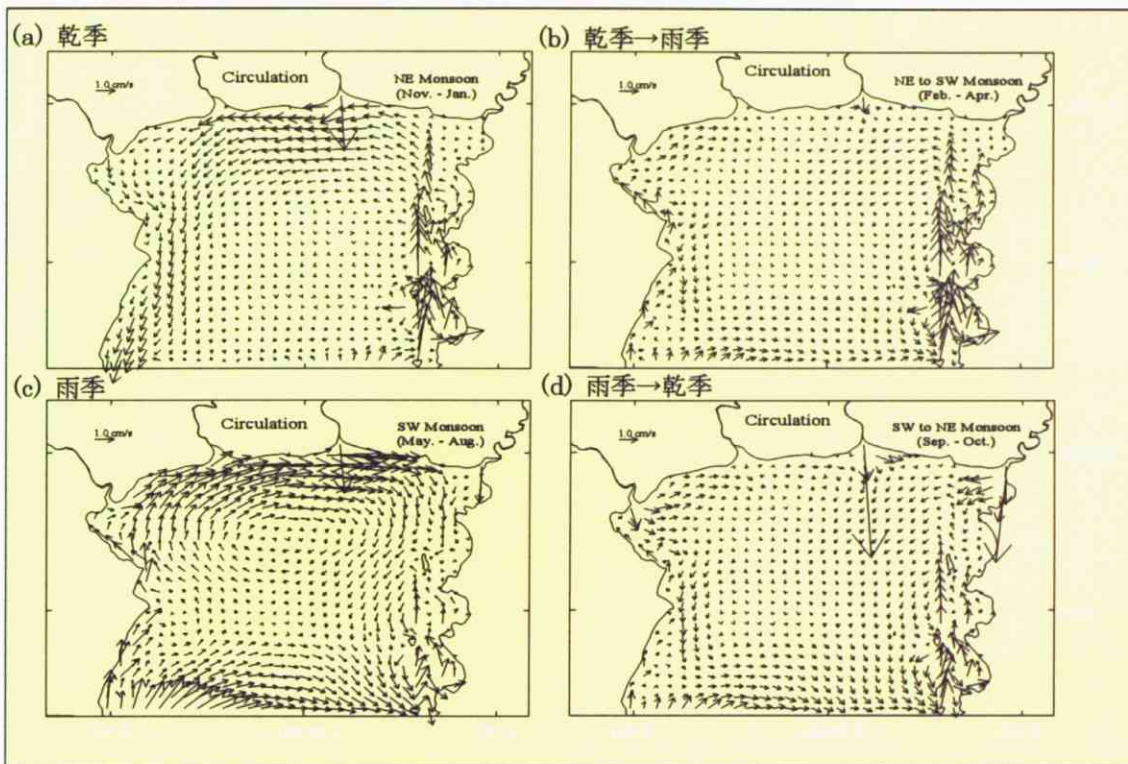 (a) 乾季
Circulation
NE Monsoon
(Nov. - Jan.)
1.0 cm/s
(b) 乾季→雨季
Circulation
NE to SW Monsoon
(Feb. - Apr.)
1.0 cm/s
(c) 雨季
Circulation
SW Monsoon
(May. - Aug.)
1.0 cm/s
(d) 雨季→乾季
Circulation
SW to NE Monsoon
(Sep. - Oct.)
1.0 cm/s